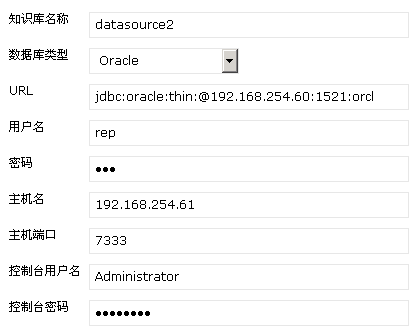 知识库名称 datasource2
数据库类型 Oracle
URL jdbc:oracle:thin:@192.168.254.60:1521:orcl
用户名 rep
密码 •••
主机名 192.168.254.61
主机端口 7333
控制台用户名 Administrator
控制台密码 ••••••••